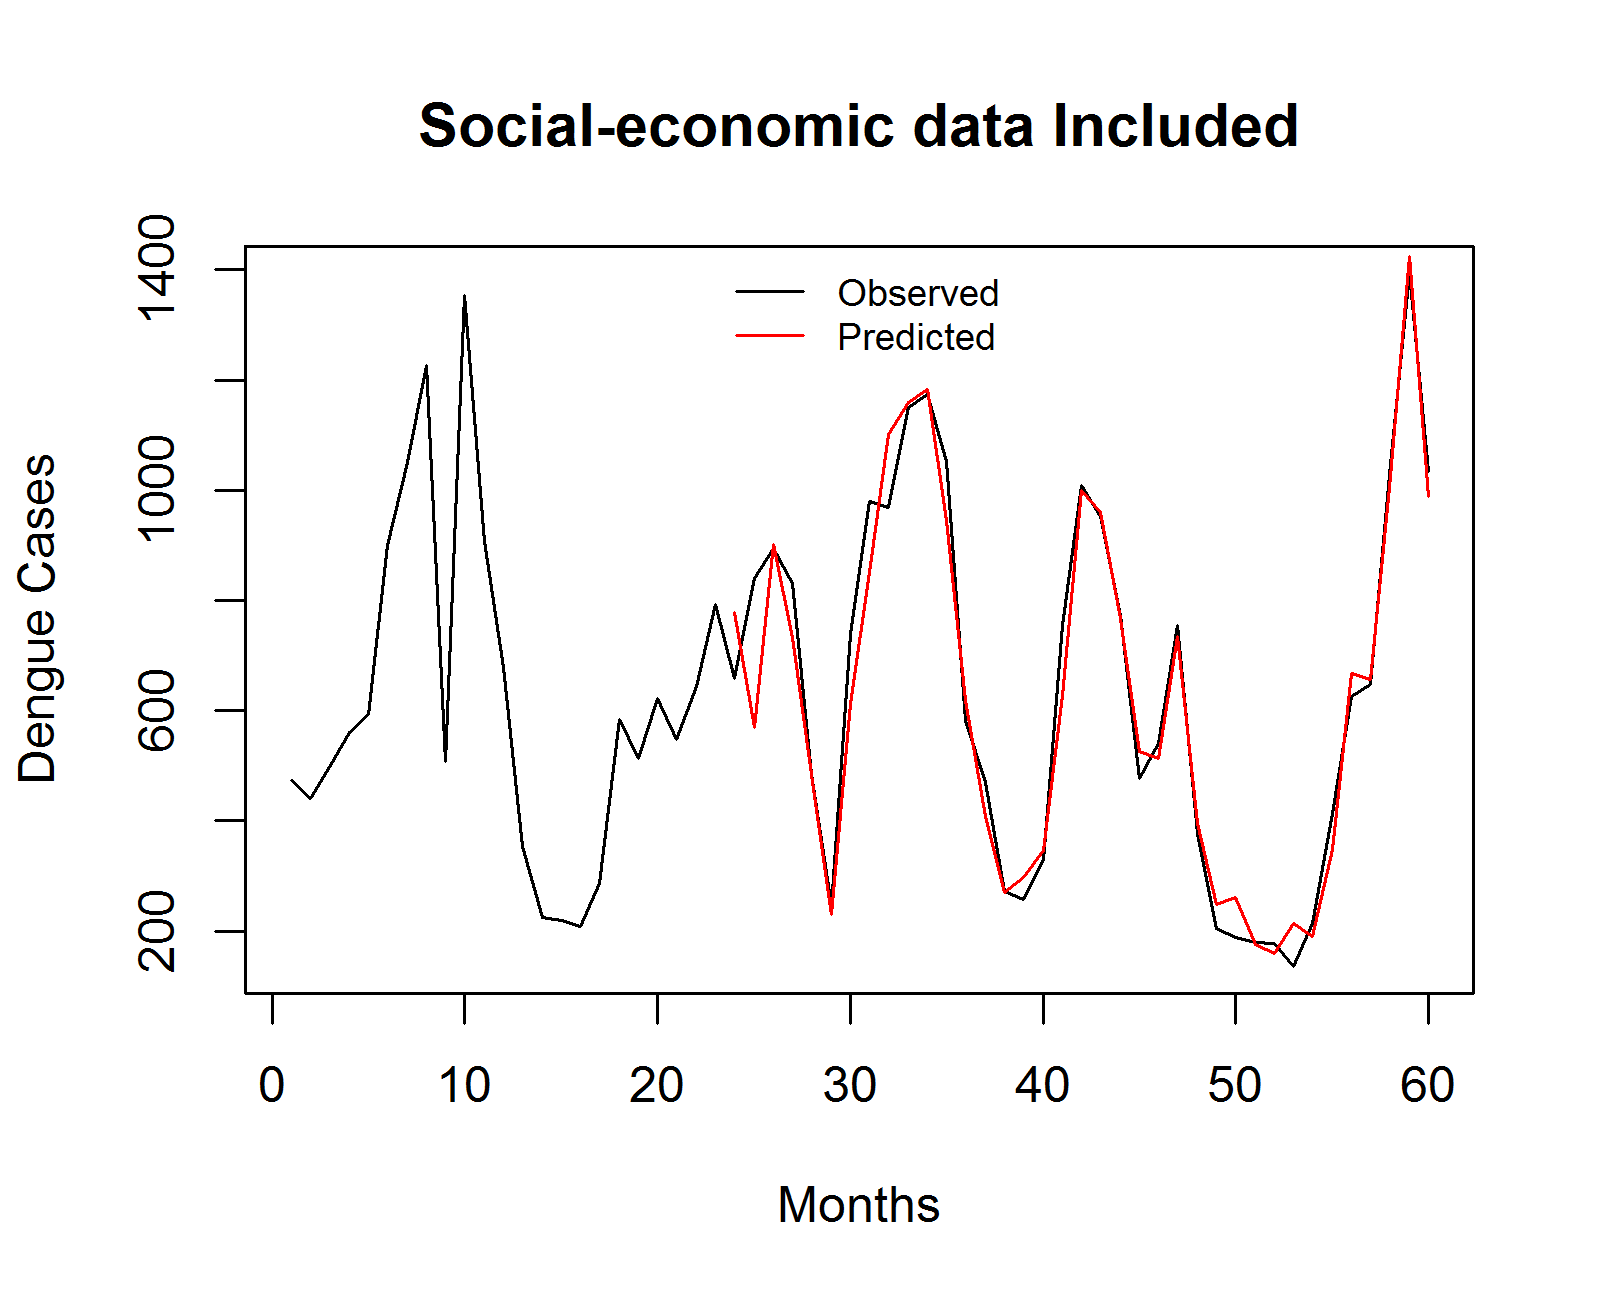 Social-economic data Included
Observed
Predicted
Dengue Cases
1400
1000
600
200
0 10 20 30 40 50 60
Months